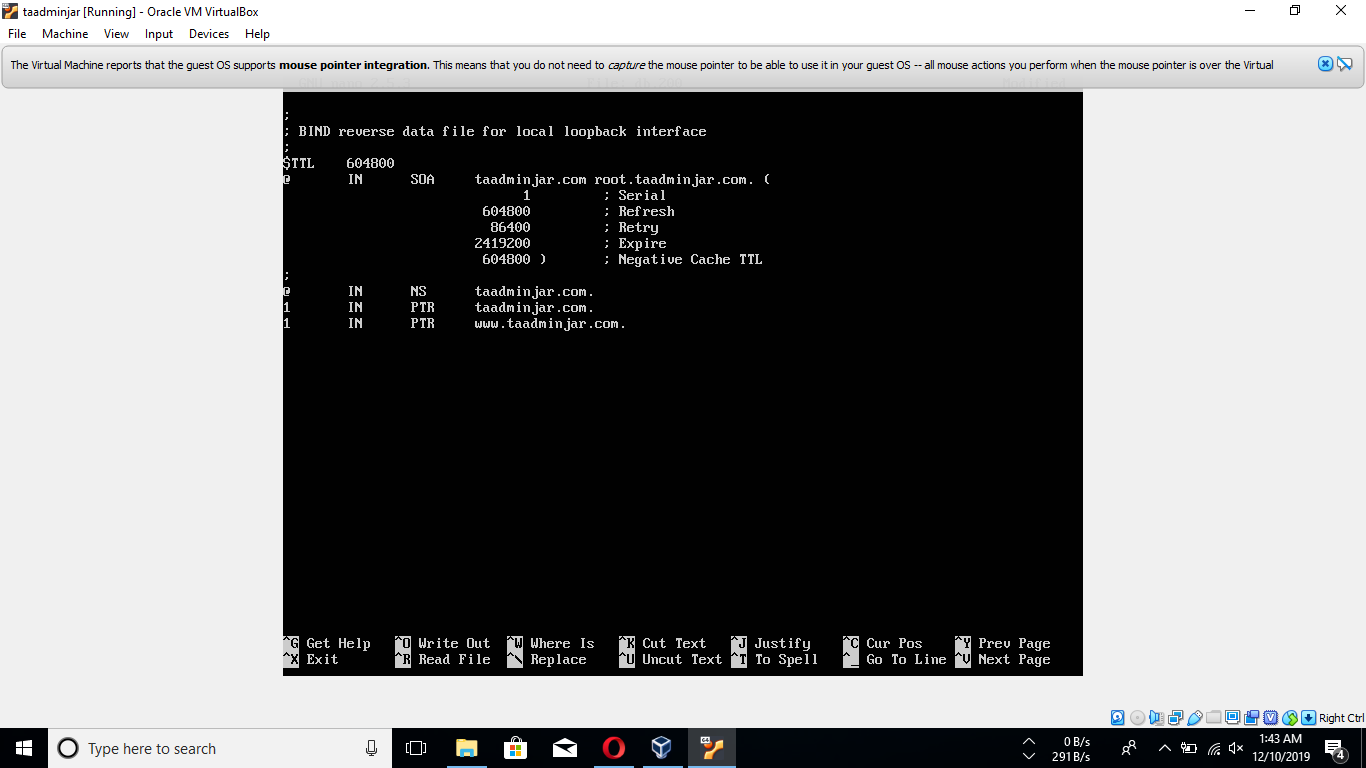 taadminjar [Running] - Oracle VM VirtualBox
File Machine View Input Devices Help
The Virtual Machine reports that the guest OS supports mouse pointer integration. This means that you do not need to capture the mouse pointer to be able to use it in your guest OS -- all mouse actions you perform when the mouse pointer is over the Virtual
;
; BIND reverse data file for local loopback interface
;
$TTL 604800
@ IN SOA taadminjar.com root.taadminjar.com. (
1 ; Serial
604800 ; Refresh
86400 ; Retry
2419200 ; Expire
604800 ) ; Negative Cache TTL
;
@ IN NS taadminjar.com.
1 IN PTR taadminjar.com.
1 IN PTR www.taadminjar.com.
^G Get Help ^O Write Out ^W Where Is ^K Cut Text ^J Justify ^C Cur Pos ^Y Prev Page
^X Exit ^R Read File ^\ Replace ^U Uncut Text ^T To Spell ^_ Go To Line ^V Next Page
Right Ctrl
Type here to search
0 B/s
291 B/s
1:43 AM
12/10/2019
4